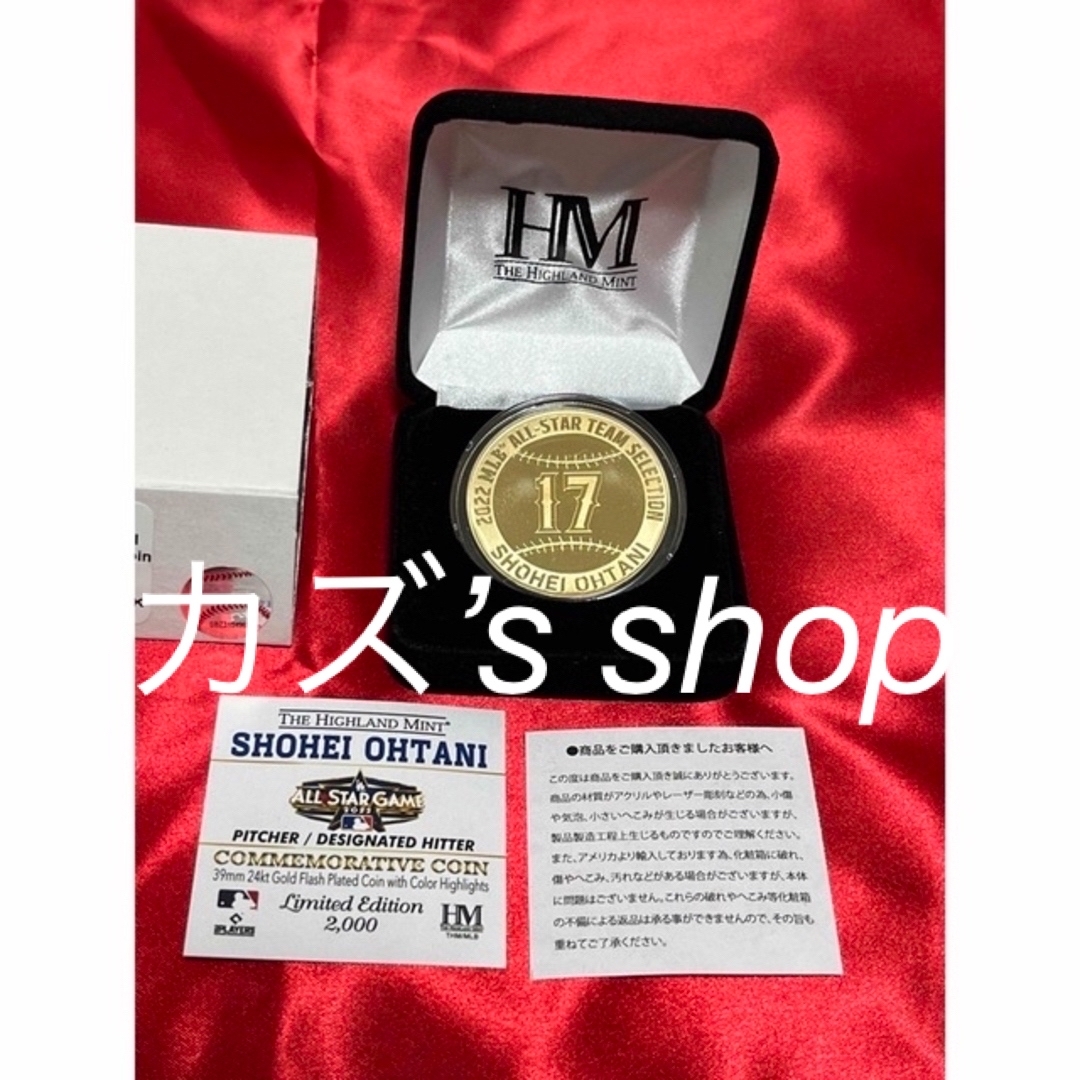 HM
THE HIGHLAND MINT
2022 MLB ALL-STAR TEAM SELECTION
17
SHOHEI OHTANI
カズ’s shop
THE HIGHLAND MINT®
SHOHEI OHTANI
ALL STAR GAME
2022
PITCHER / DESIGNATED HITTER
COMMEMORATIVE COIN
39mm 24kt Gold Flash Plated Coin with Color Highlights
Limited Edition
2,000
PLAYERS
HM
THM/MLB
●商品をご購入頂きましたお客様へ
この度は商品をご購入頂き誠にありがとうございます。
商品の材質がアクリルやレーザー彫刻などの為、小傷
や気泡、小さいへこみが生じる場合がございますが、
製品製造工程上生じるものですのでご理解ください。
また、アメリカより輸入しております為、化粧箱に破れ、
傷やへこみ、汚れなどがある場合がございますが、本体
に問題はございません。これらの破れやへこみ等化粧箱
の不備による返品は承る事ができませんので、その旨も
重ねてご了承ください。